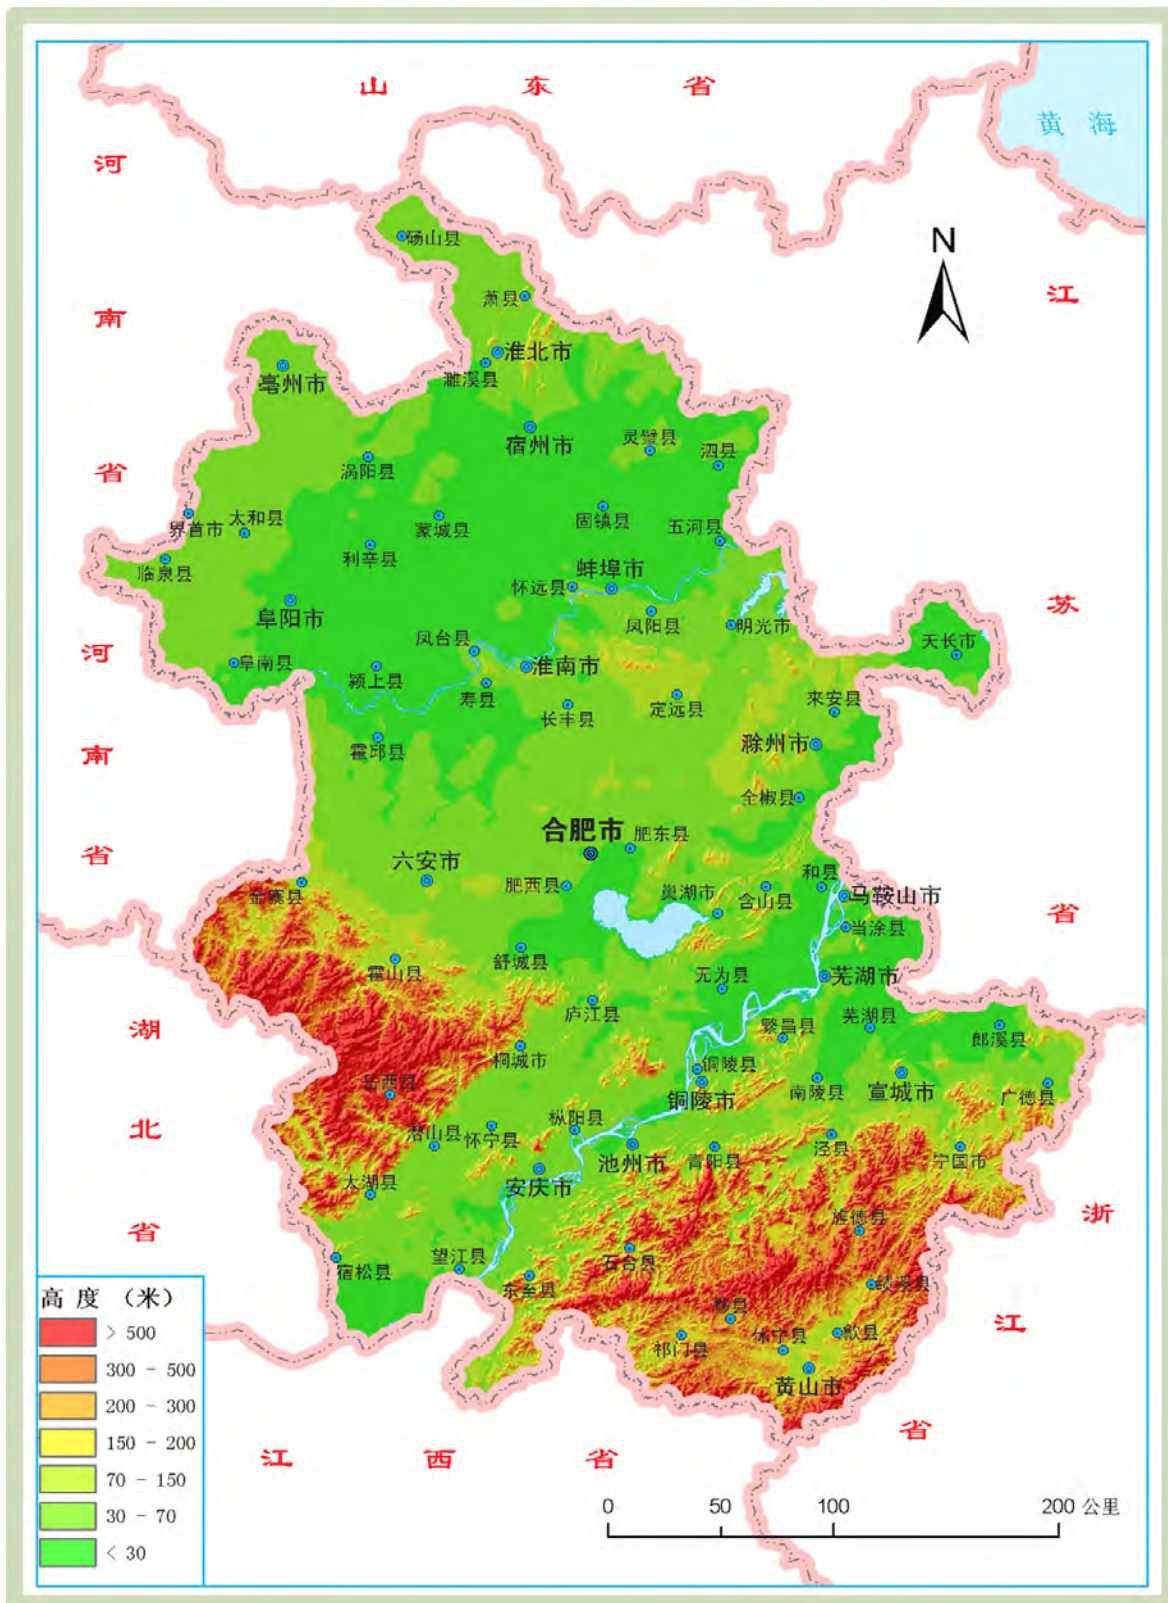 山东省
黄海
河南省
N
江苏省
砀山县
萧县
淮北市
濉溪县
亳州市
宿州市
灵璧县
泗县
涡阳县
界首市
太和县
蒙城县
固镇县
五河县
临泉县
利辛县
怀远县
蚌埠市
阜阳市
凤阳县
明光市
天长市
凤台县
河南省
阜南县
颍上县
寿县
淮南市
长丰县
定远县
来安县
滁州市
霍邱县
全椒县
合肥市
肥东县
六安市
肥西县
金寨县
巢湖市
含山县
和县
马鞍山市
当涂县
霍山县
舒城县
无为县
芜湖市
庐江县
繁昌县
芜湖县
郎溪县
湖北省
桐城市
铜陵县
铜陵市
南陵县
宣城市
广德县
岳西县
潜山县
怀宁县
枞阳县
池州市
青阳县
泾县
宁国市
太湖县
安庆市
旌德县
浙江省
宿松县
望江县
东至县
石台县
绩溪县
黟县
祁门县
休宁县
歙县
黄山市
江西省
高度（米）
> 500
300 - 500
200 - 300
150 - 200
70 - 150
30 - 70
< 30
0 50 100 200 公里